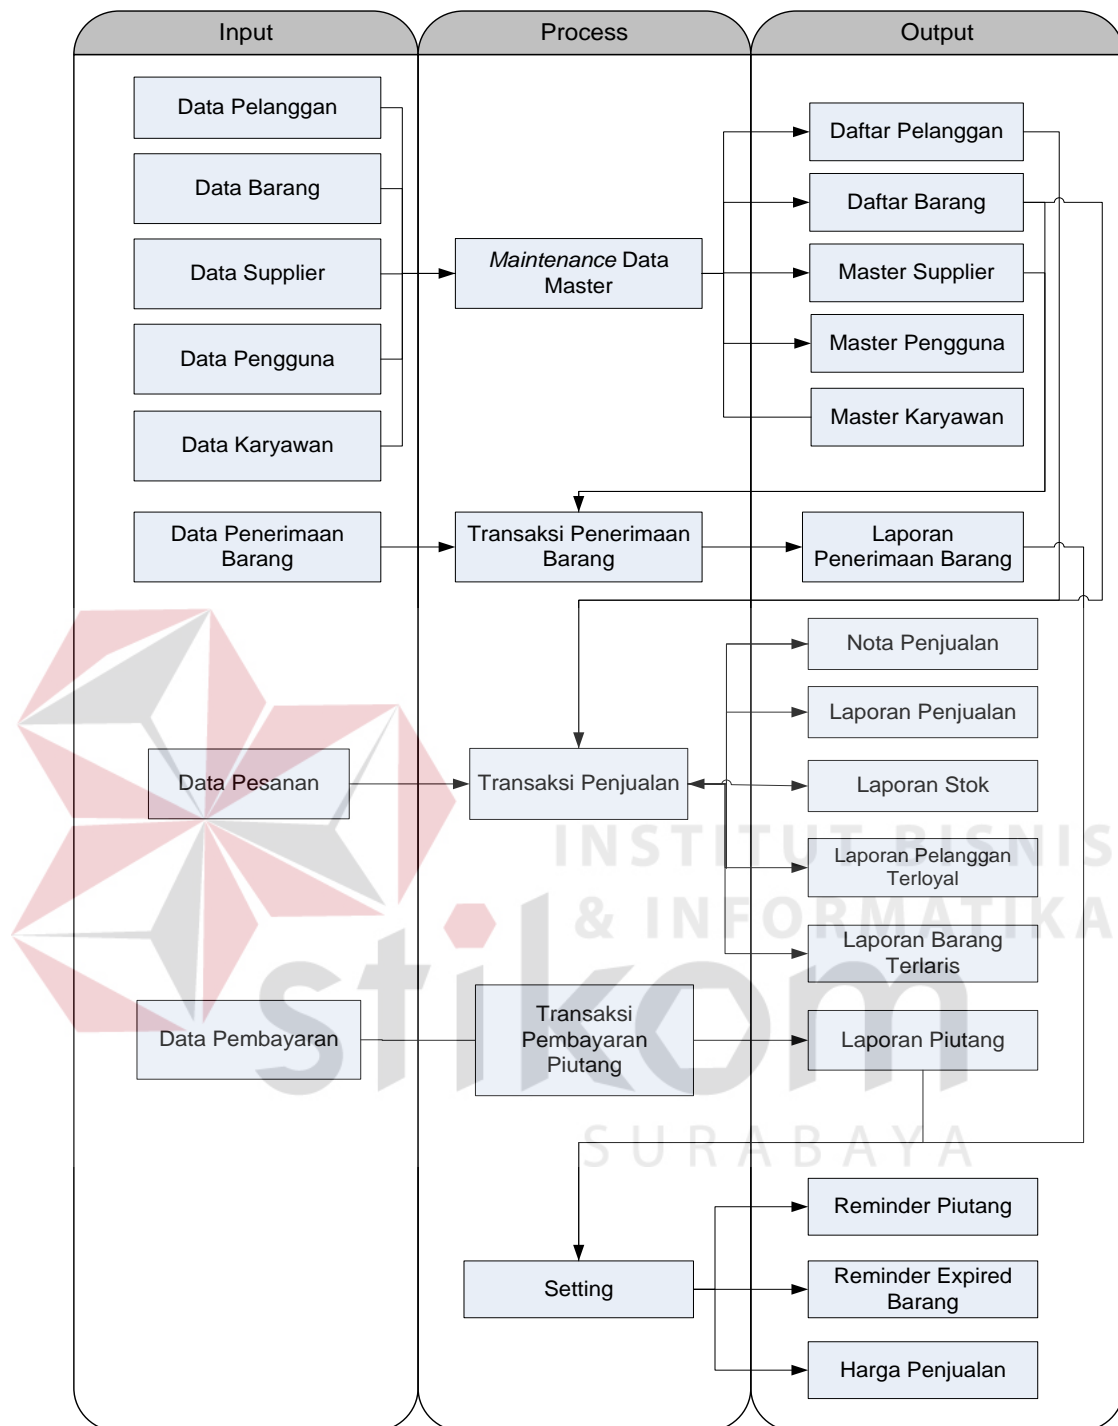 Input
Process
Output
Data Pelanggan
Data Barang
Data Supplier
Data Pengguna
Data Karyawan
Data Penerimaan
Barang
Data Pesanan
Data Pembayaran
Maintenance Data
Master
Transaksi Penerimaan
Barang
Transaksi Penjualan
Transaksi
Pembayaran
Piutang
Setting
Daftar Pelanggan
Daftar Barang
Master Supplier
Master Pengguna
Master Karyawan
Laporan
Penerimaan Barang
Nota Penjualan
Laporan Penjualan
Laporan Stok
Laporan Pelanggan
Terloyal
Laporan Barang
Terlaris
Laporan Piutang
Reminder Piutang
Reminder Expired
Barang
Harga Penjualan
INSTITUT BISNIS
& INFORMATIKA
stikom
SURABAYA